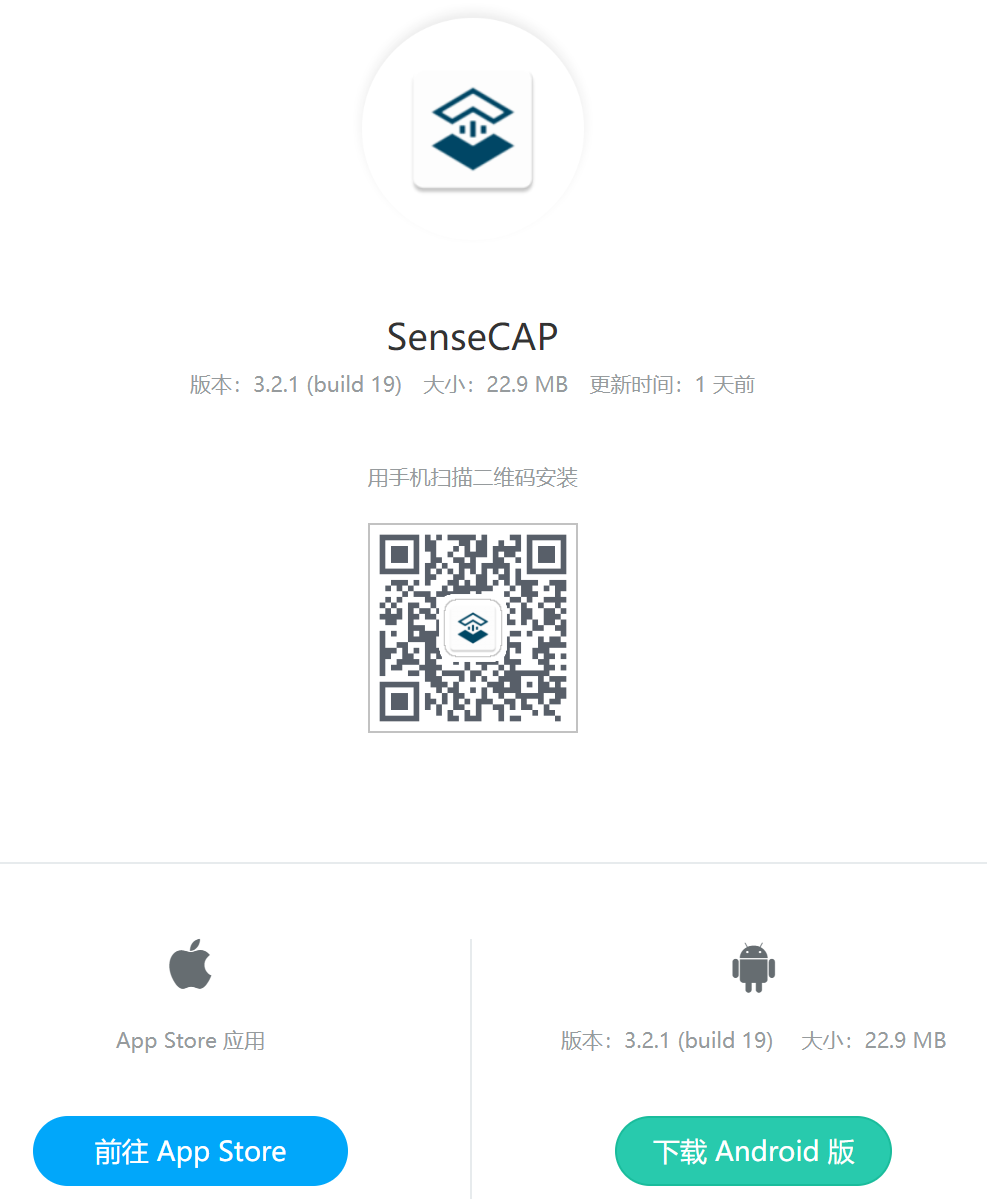 SenseCAP
版本：3.2.1 (build 19) 大小：22.9 MB 更新时间：1 天前
用手机扫描二维码安装
App Store 应用
前往 App Store
版本：3.2.1 (build 19) 大小：22.9 MB
下载 Android 版